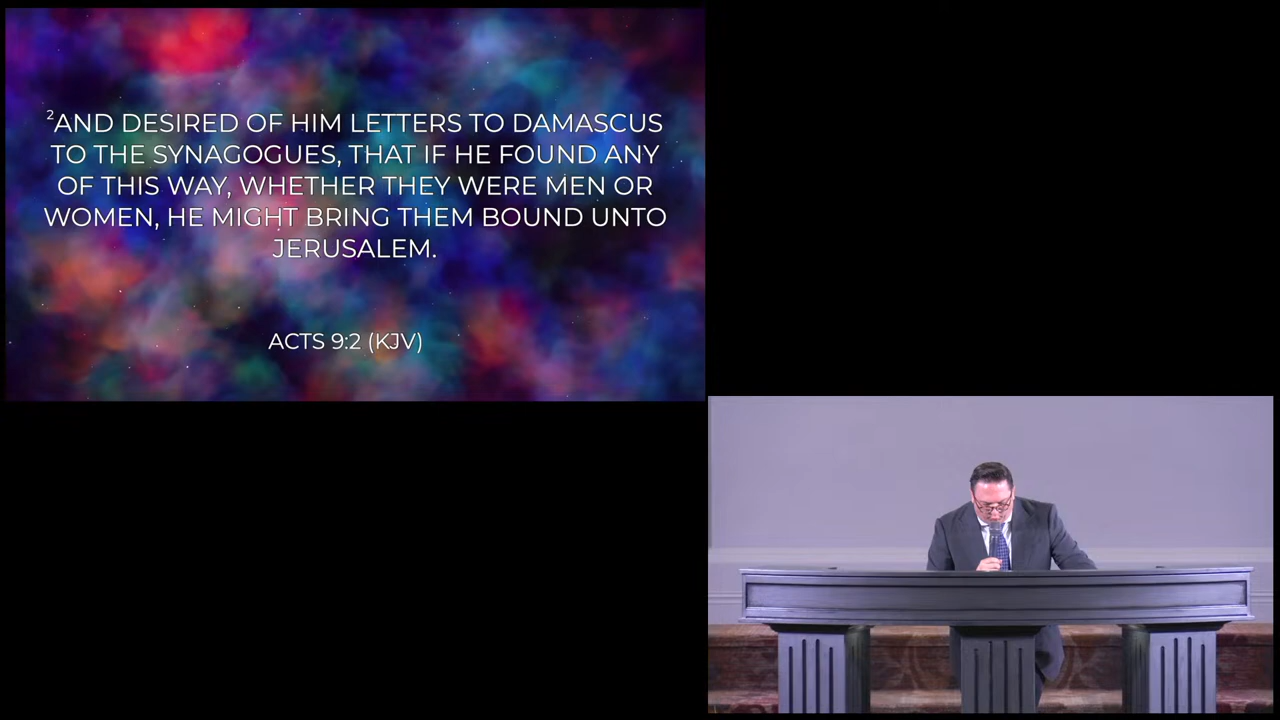 ²AND DESIRED OF HIM LETTERS TO DAMASCUS
TO THE SYNAGOGUES, THAT IF HE FOUND ANY
OF THIS WAY, WHETHER THEY WERE MEN OR
WOMEN, HE MIGHT BRING THEM BOUND UNTO
JERUSALEM.
ACTS 9:2 (KJV)